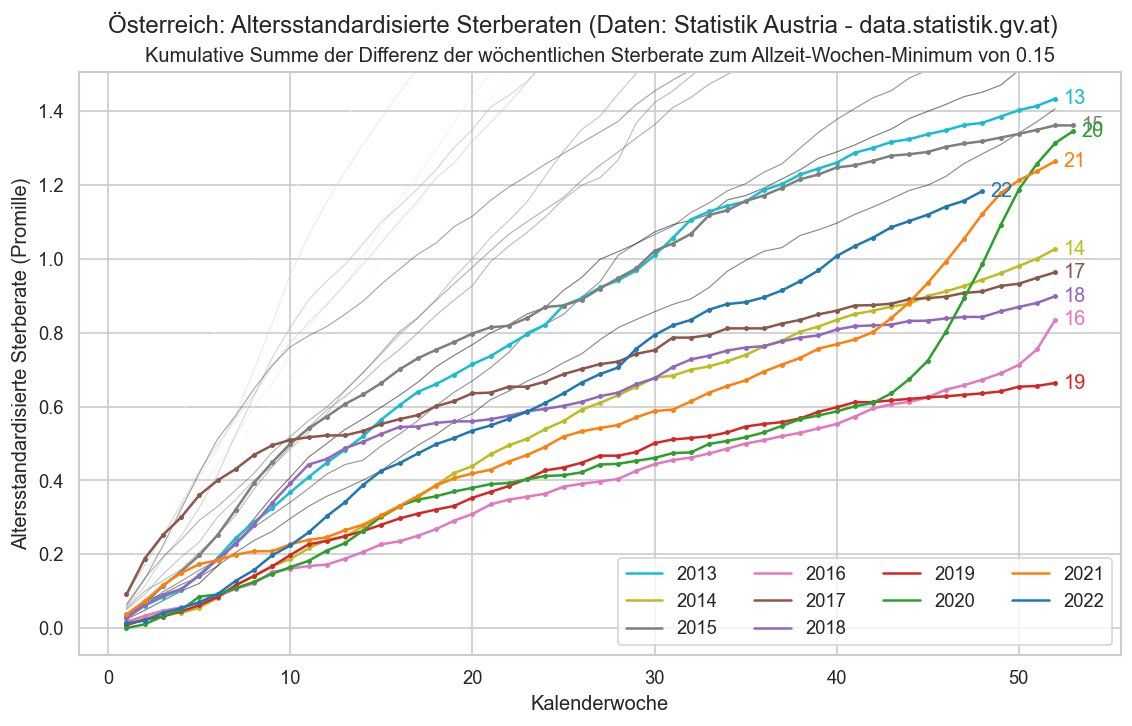 Österreich: Altersstandardisierte Sterberaten (Daten: Statistik Austria - data.statistik.gv.at)
Kumulative Summe der Differenz der wöchentlichen Sterberate zum Allzeit-Wochen-Minimum von 0.15
Altersstandardisierte Sterberate (Promille)
1.4
1.2
1.0
0.8
0.6
0.4
0.2
0.0
13
15
20
21
22
14
17
18
16
19
2013 2016 2019 2021
2014 2017 2020 2022
2015 2018
0 10 20 30 40 50
Kalenderwoche